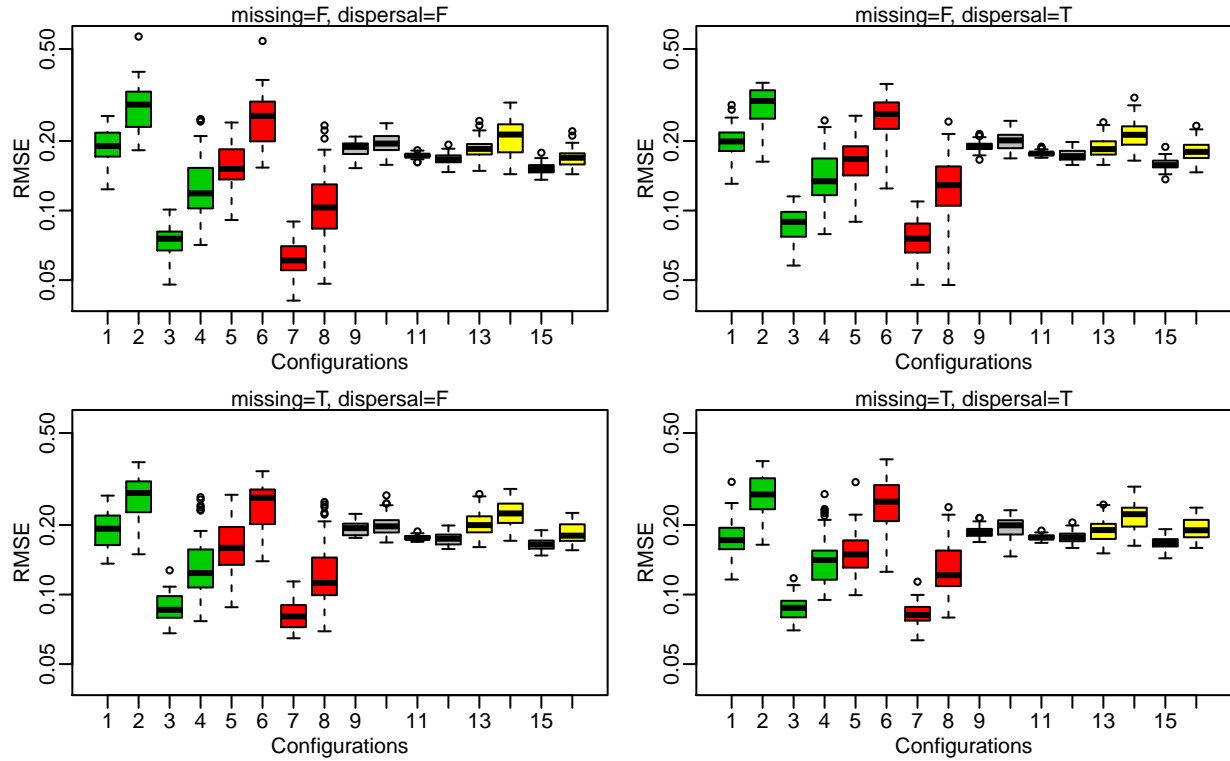 missing=F, dispersal=F
RMSE
0.50
0.20
0.10
0.05
1 2 3 4 5 6 7 8 9 11 13 15
Configurations
missing=F, dispersal=T
RMSE
0.50
0.20
0.10
0.05
1 2 3 4 5 6 7 8 9 11 13 15
Configurations
missing=T, dispersal=F
RMSE
0.50
0.20
0.10
0.05
1 2 3 4 5 6 7 8 9 11 13 15
Configurations
missing=T, dispersal=T
RMSE
0.50
0.20
0.10
0.05
1 2 3 4 5 6 7 8 9 11 13 15
Configurations